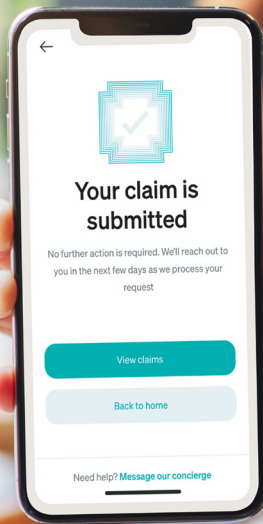 Your claim is
submitted
No further action is required. We'll reach out to
you in the next few days as we process your
request
View claims
Back to home
Need help? Message our concierge